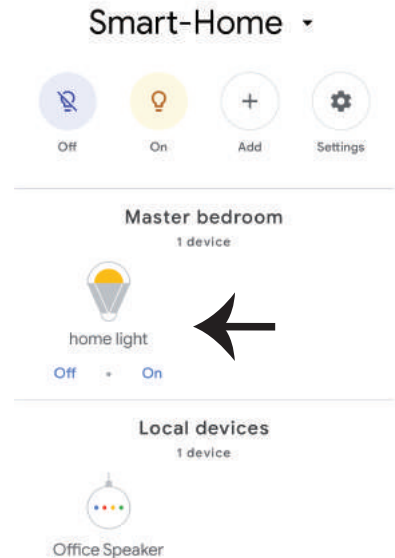 Smart-Home
Off On Add Settings
Master bedroom
1 device
home light
Off • On
Local devices
1 device
Office Speaker